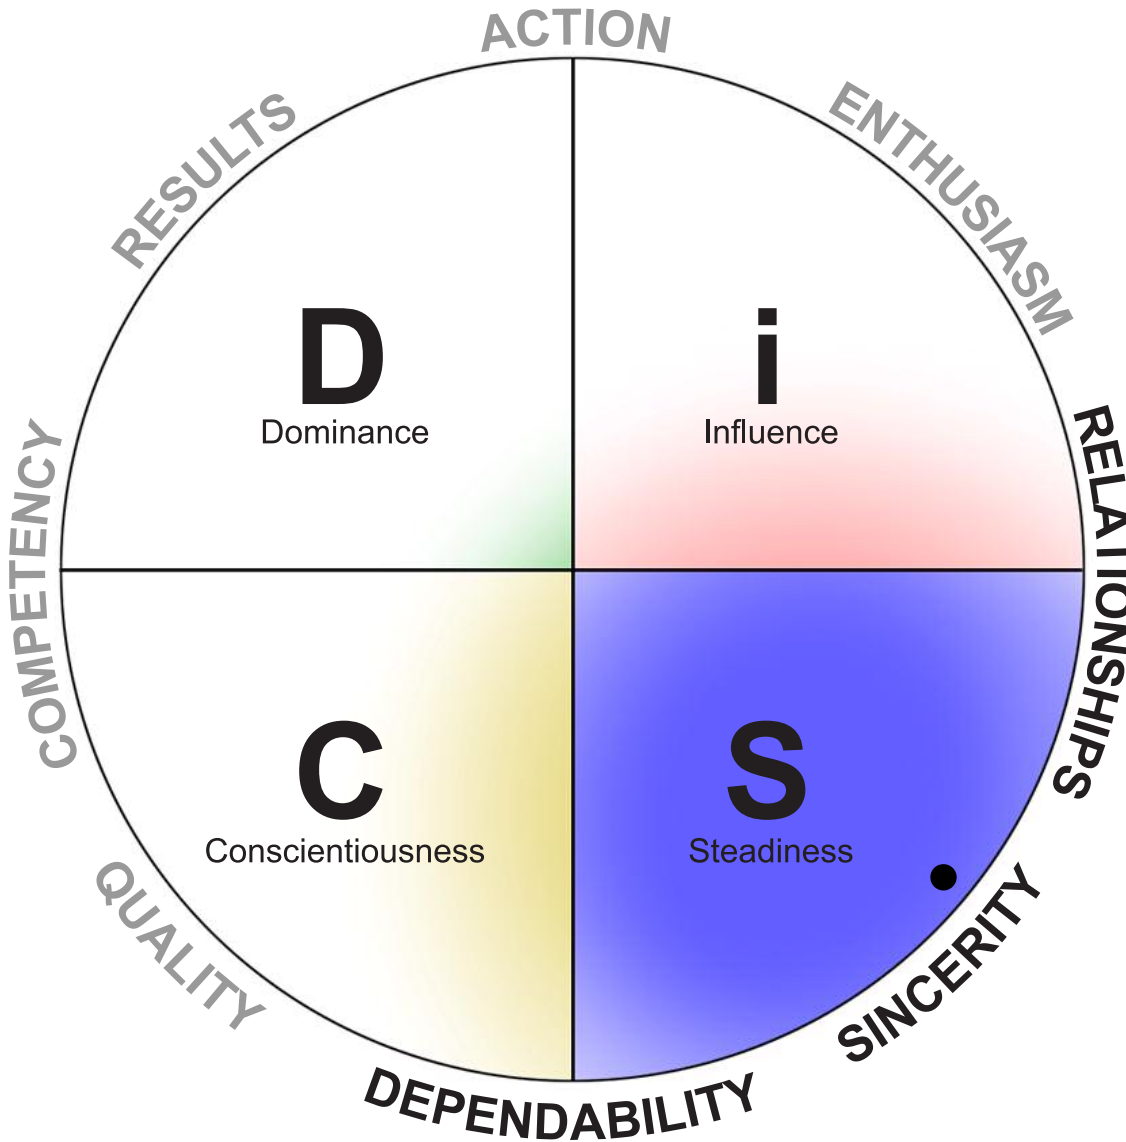 ACTION
RESULTS
ENTHUSIASM
D
Dominance
i
Influence
COMPETENCY
RELATIONSHIPS
C
Conscientiousness
S
Steadiness
QUALITY
SINCERITY
DEPENDABILITY